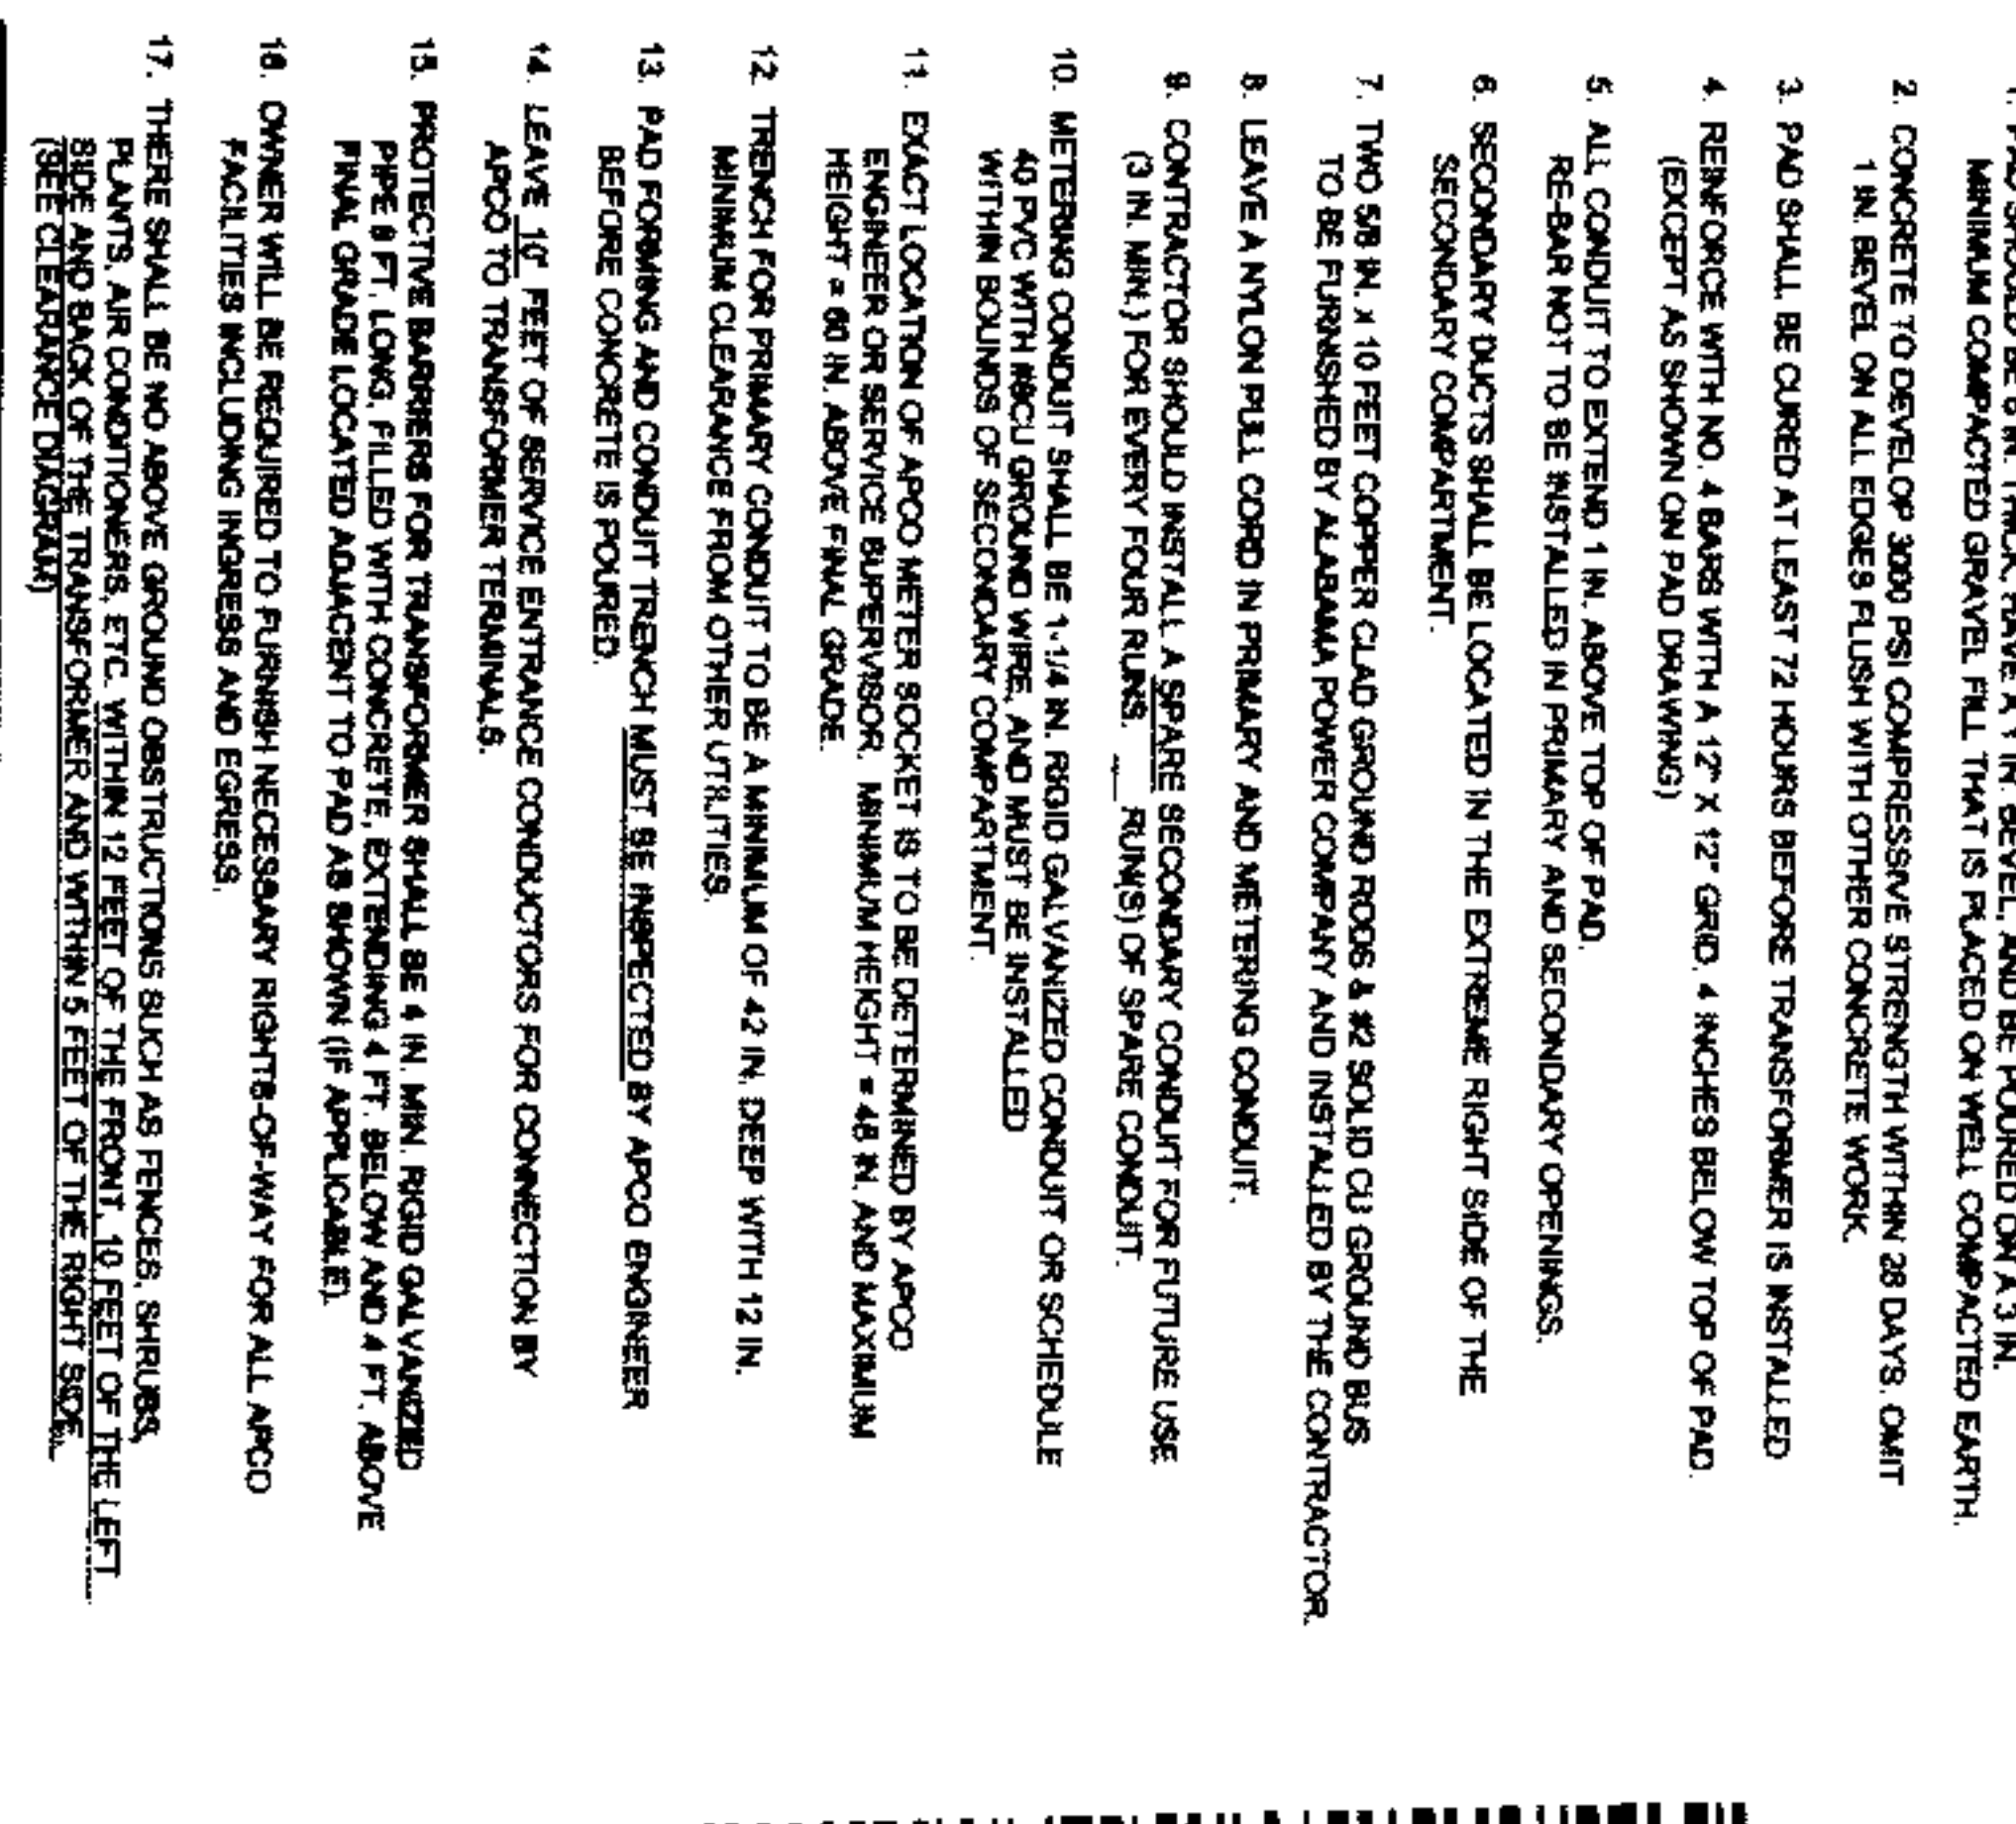 MINIMUM COMPACTED GRAVEL FILL THAT IS PLACED ON WELL COMPACTED EARTH.
2. CONCRETE TO DEVELOP 3000 PSI COMPRESSIVE STRENGTH WITHIN 28 DAYS. OMIT
1 IN. BEVEL ON ALL EDGES FLUSH WITH OTHER CONCRETE WORK.
3. PAD SHALL BE CURED AT LEAST 72 HOURS BEFORE TRANSFORMER IS INSTALLED
4. REINFORCE WITH NO. 4 BARS WITH A 12" X 12" GRID, 4 INCHES BELOW TOP OF PAD.
(EXCEPT AS SHOWN ON PAD DRAWING)
5. ALL CONDUIT TO EXTEND 1 IN. ABOVE TOP OF PAD.
RE-BAR NOT TO BE INSTALLED IN PRIMARY AND SECONDARY OPENINGS.
6. SECONDARY DUCTS SHALL BE LOCATED IN THE EXTREME RIGHT SIDE OF THE
SECONDARY COMPARTMENT.
7. TWO 5/8 IN. x 10 FEET COPPER CLAD GROUND RODS & #2 SOLID CU GROUND BUS
TO BE FURNISHED BY ALABAMA POWER COMPANY AND INSTALLED BY THE CONTRACTOR.
8. LEAVE A NYLON PULL CORD IN PRIMARY AND METERING CONDUIT.
9. CONTRACTOR SHOULD INSTALL A SPARE SECONDARY CONDUIT FOR FUTURE USE
(3 IN. MIN.) FOR EVERY FOUR RUNS. ___ RUN(S) OF SPARE CONDUIT.
10. METERING CONDUIT SHALL BE 1-1/4 IN. RIGID GALVANIZED CONDUIT OR SCHEDULE
40 PVC WITH #6CU GROUND WIRE, AND MUST BE INSTALLED
WITHIN BOUNDS OF SECONDARY COMPARTMENT.
11. EXACT LOCATION OF APCO METER SOCKET IS TO BE DETERMINED BY APCO
ENGINEER OR SERVICE SUPERVISOR. MINIMUM HEIGHT = 48 IN. AND MAXIMUM
HEIGHT = 60 IN. ABOVE FINAL GRADE.
12. TRENCH FOR PRIMARY CONDUIT TO BE A MINIMUM OF 42 IN. DEEP WITH 12 IN.
MINIMUM CLEARANCE FROM OTHER UTILITIES.
13. PAD FORMING AND CONDUIT TRENCH MUST BE INSPECTED BY APCO ENGINEER
BEFORE CONCRETE IS POURED.
14. LEAVE 10' FEET OF SERVICE ENTRANCE CONDUCTORS FOR CONNECTION BY
APCO TO TRANSFORMER TERMINALS.
15. PROTECTIVE BARRIERS FOR TRANSFORMER SHALL BE 4 IN. MIN. RIGID GALVANIZED
PIPE 8 FT. LONG, FILLED WITH CONCRETE, EXTENDING 4 FT. BELOW AND 4 FT. ABOVE
FINAL GRADE LOCATED ADJACENT TO PAD AS SHOWN (IF APPLICABLE).
16. OWNER WILL BE REQUIRED TO FURNISH NECESSARY RIGHTS-OF-WAY FOR ALL APCO
FACILITIES INCLUDING INGRESS AND EGRESS.
17. THERE SHALL BE NO ABOVE GROUND OBSTRUCTIONS SUCH AS FENCES, SHRUBS,
PLANTS, AIR CONDITIONERS, ETC. WITHIN 12 FEET OF THE FRONT, 10 FEET OF THE LEFT
SIDE AND BACK OF THE TRANSFORMER AND WITHIN 5 FEET OF THE RIGHT SIDE.
(SEE CLEARANCE DIAGRAM)